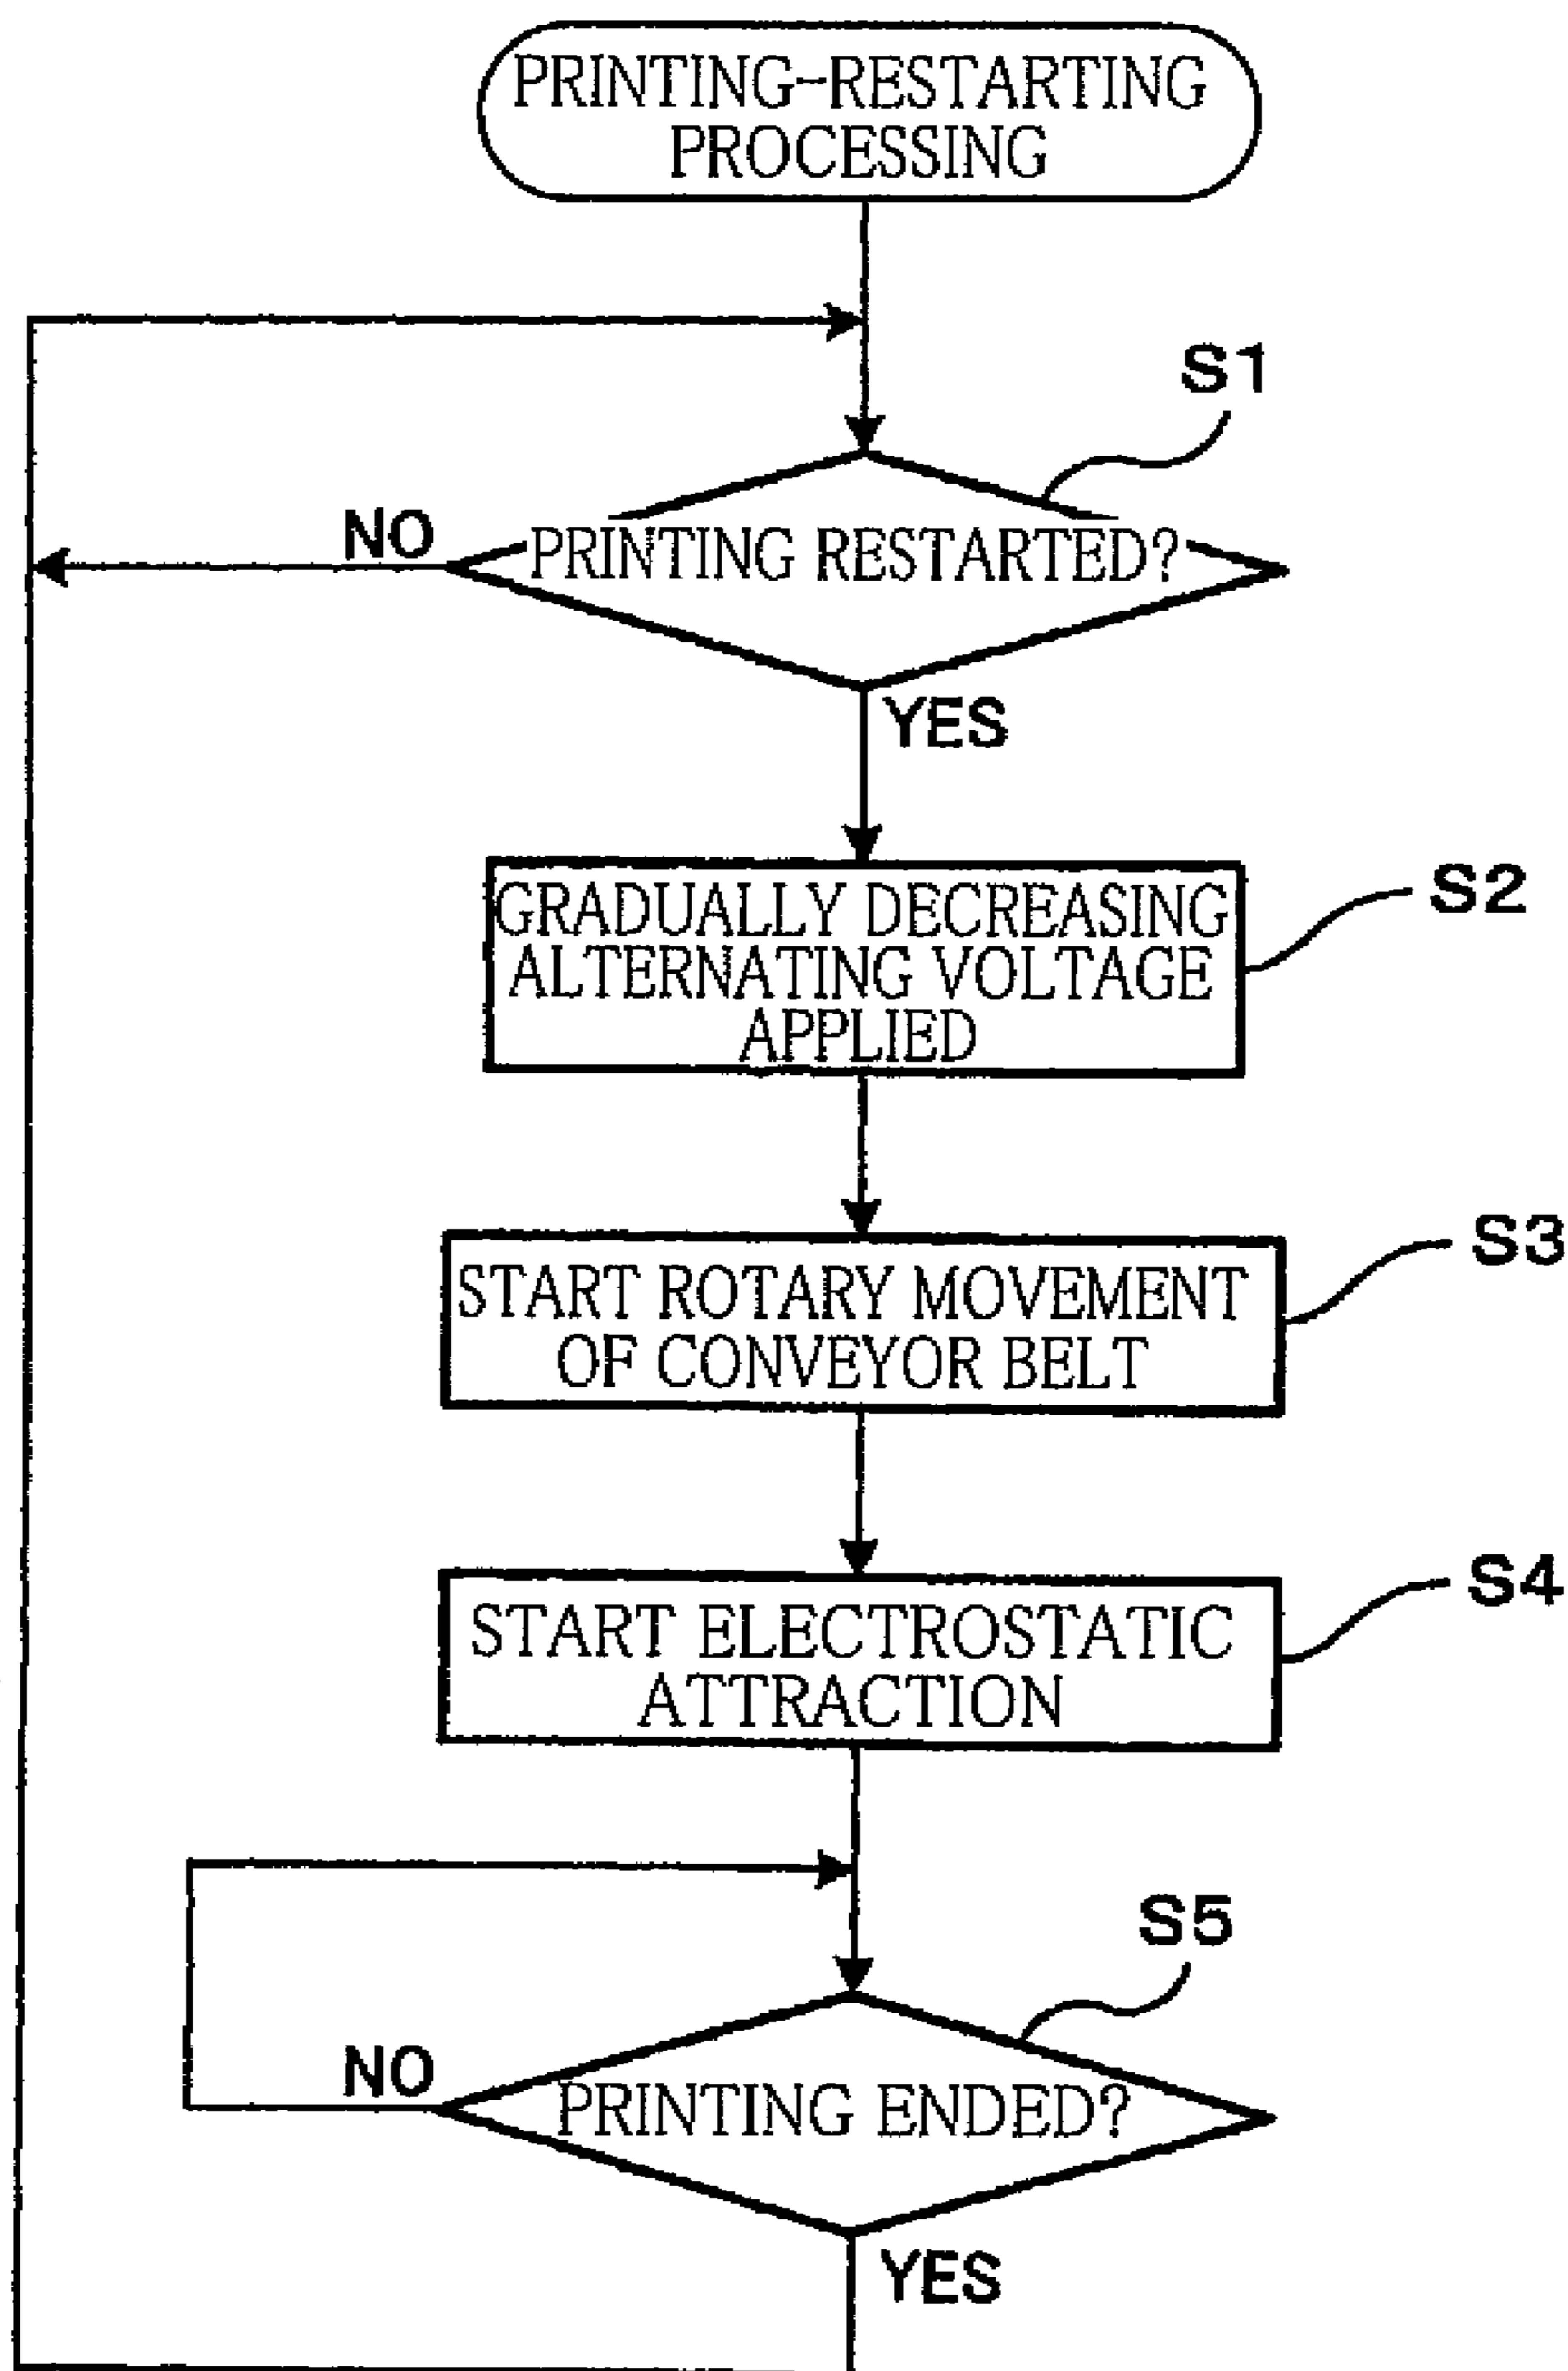 PRINTING-RESTARTING
PROCESSING
S1
NO
PRINTING RESTARTED?
YES
GRADUALLY DECREASING
ALTERNATING VOLTAGE
APPLIED
S2
START ROTARY MOVEMENT
OF CONVEYOR BELT
S3
START ELECTROSTATIC
ATTRACTION
S4
S5
NO
PRINTING ENDED?
YES